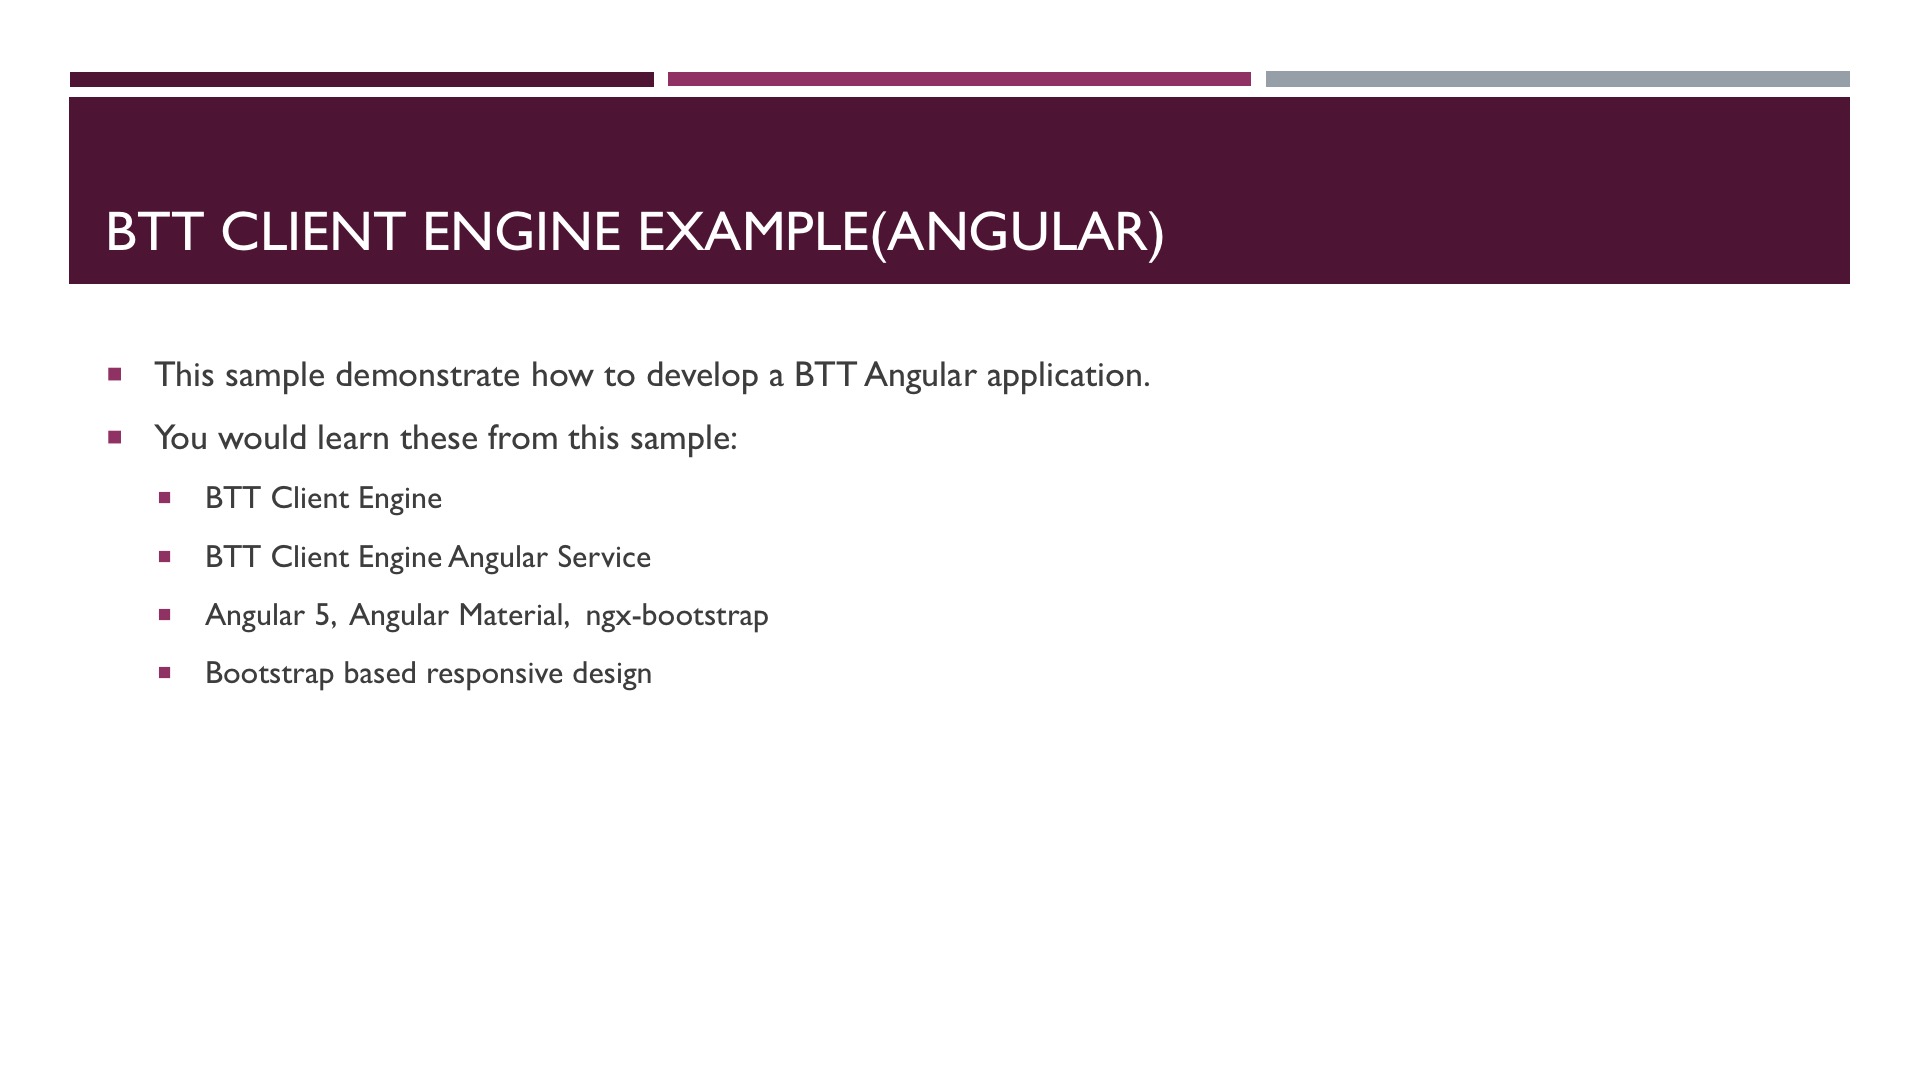 BTT CLIENT ENGINE EXAMPLE(ANGULAR)
This sample demonstrate how to develop a BTT Angular application.
You would learn these from this sample:
BTT Client Engine
BTT Client Engine Angular Service
Angular 5, Angular Material, ngx-bootstrap
Bootstrap based responsive design